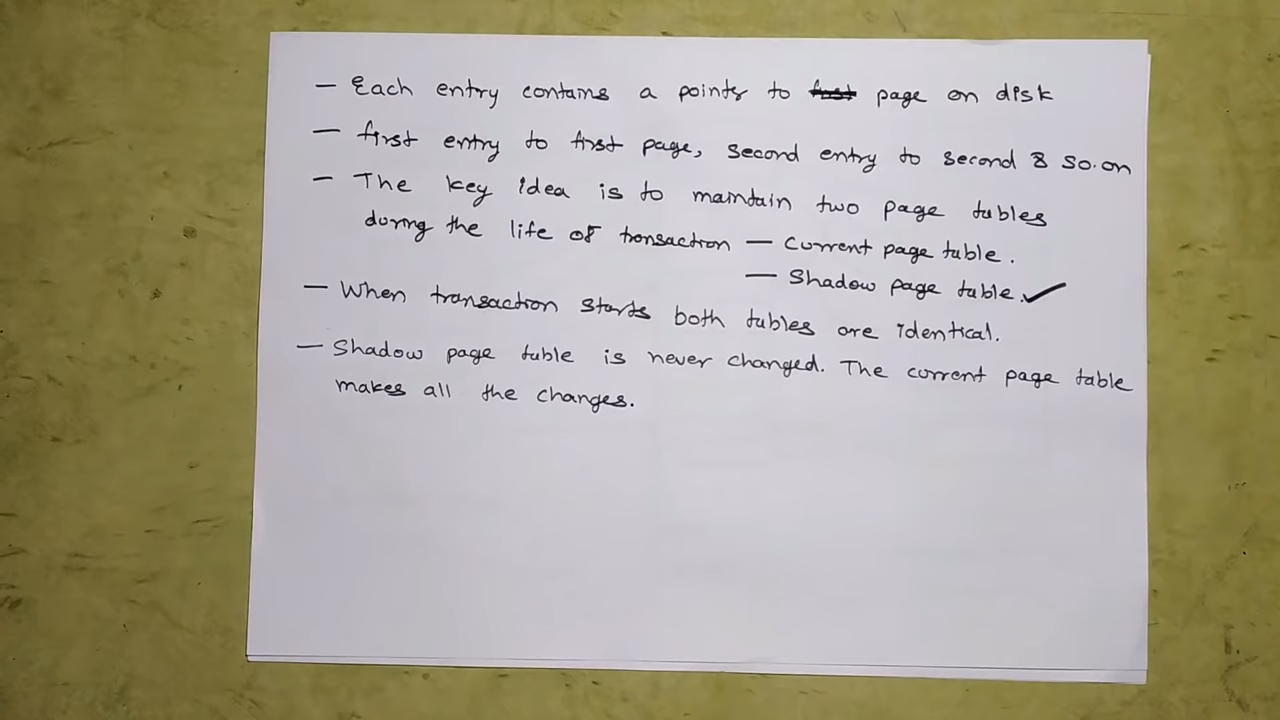 — Each entry contains a pointer to page on disk
— first entry to first page, second entry to second & so.on
— The key idea is to maintain two page tables
during the life of transaction — Current page table.
— Shadow page table.✓
— When transaction starts both tables are identical.
— Shadow page table is never changed. The current page table
makes all the changes.